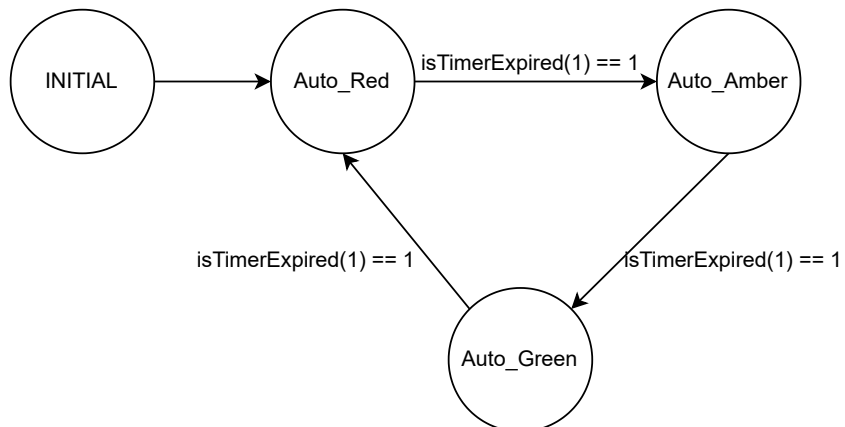 INITIAL
Auto_Red
isTimerExpired(1) == 1
Auto_Amber
isTimerExpired(1) == 1
isTimerExpired(1) == 1
Auto_Green